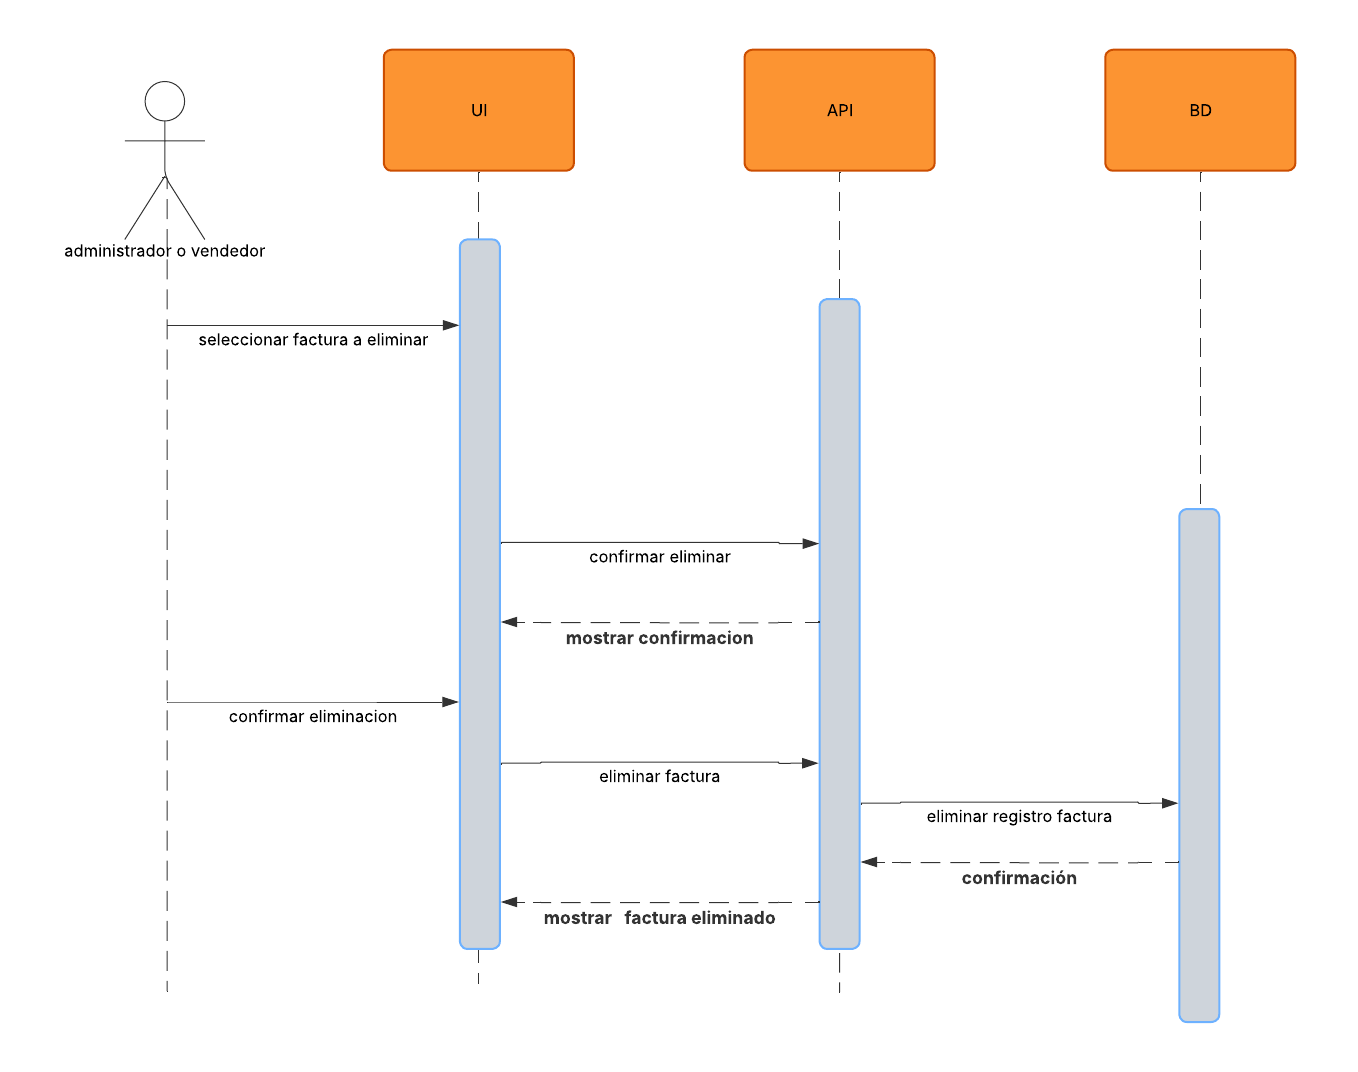 UI
API
BD
administrador o vendedor
seleccionar factura a eliminar
confirmar eliminar
mostrar confirmacion
confirmar eliminacion
eliminar factura
eliminar registro factura
confirmación
mostrar factura eliminado